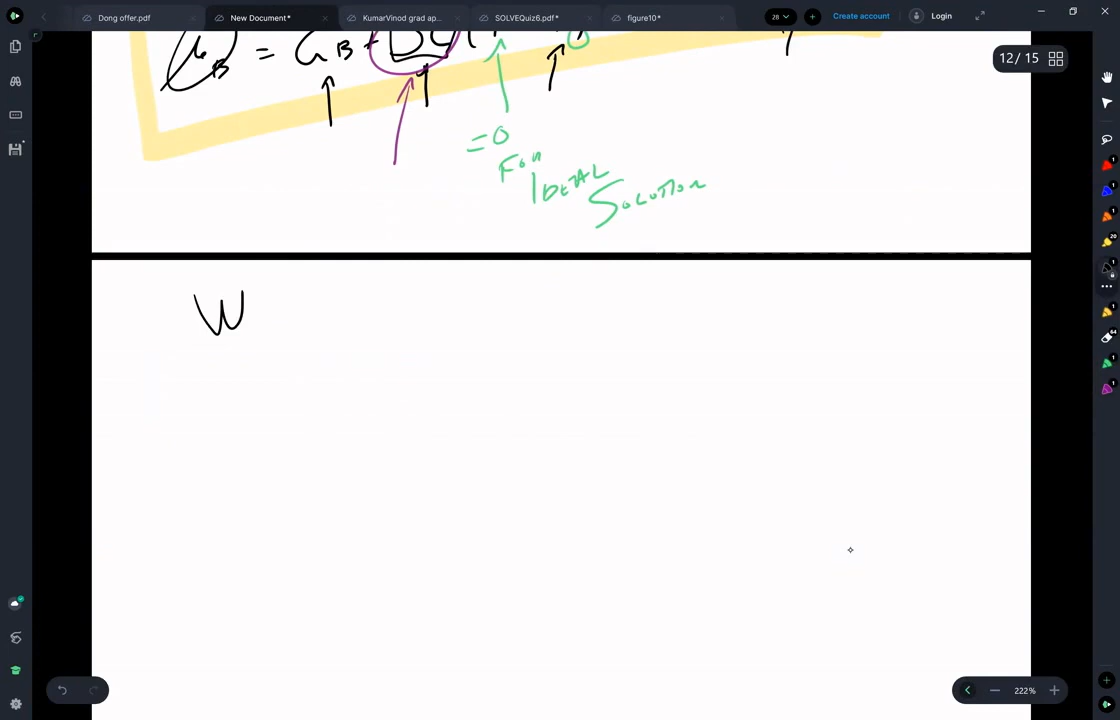 Dong offer.pdf New Document* KumarVinod grad ap... SOLVEQuiz6.pdf* figure10* 28 Create account Login
12 / 15
= G_B +
= 0
FOR
IDEAL
SOLUTION
W
222%